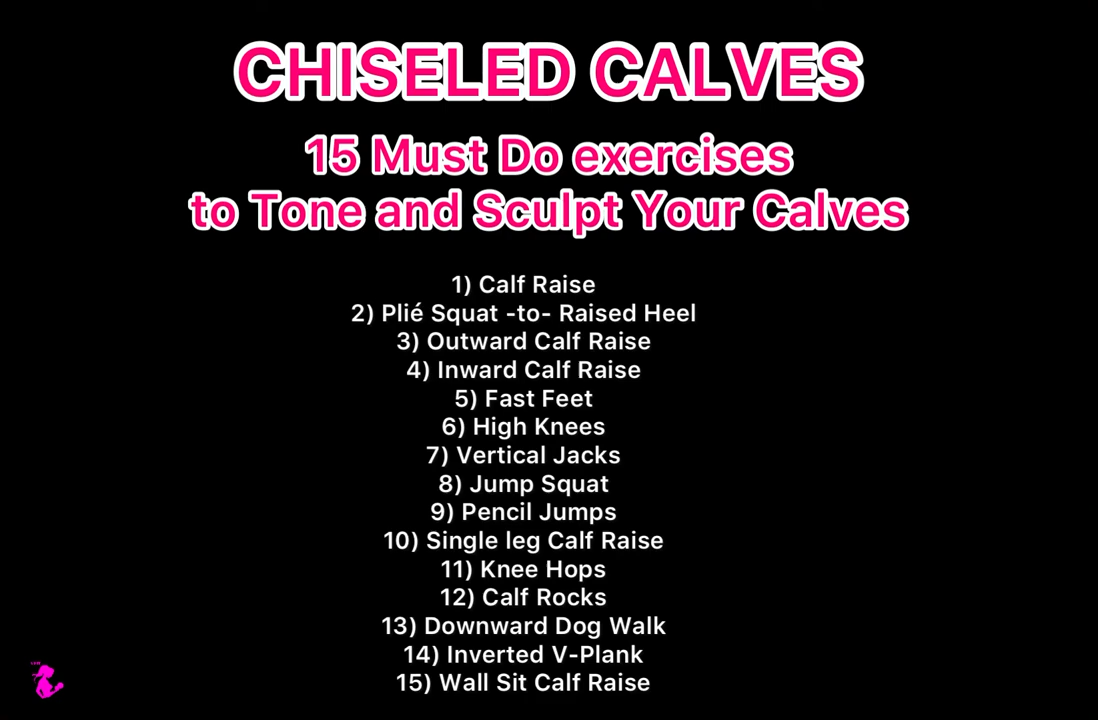 CHISELED CALVES
15 Must Do exercises
to Tone and Sculpt Your Calves
1) Calf Raise
2) Plié Squat -to- Raised Heel
3) Outward Calf Raise
4) Inward Calf Raise
5) Fast Feet
6) High Knees
7) Vertical Jacks
8) Jump Squat
9) Pencil Jumps
10) Single leg Calf Raise
11) Knee Hops
12) Calf Rocks
13) Downward Dog Walk
14) Inverted V-Plank
15) Wall Sit Calf Raise